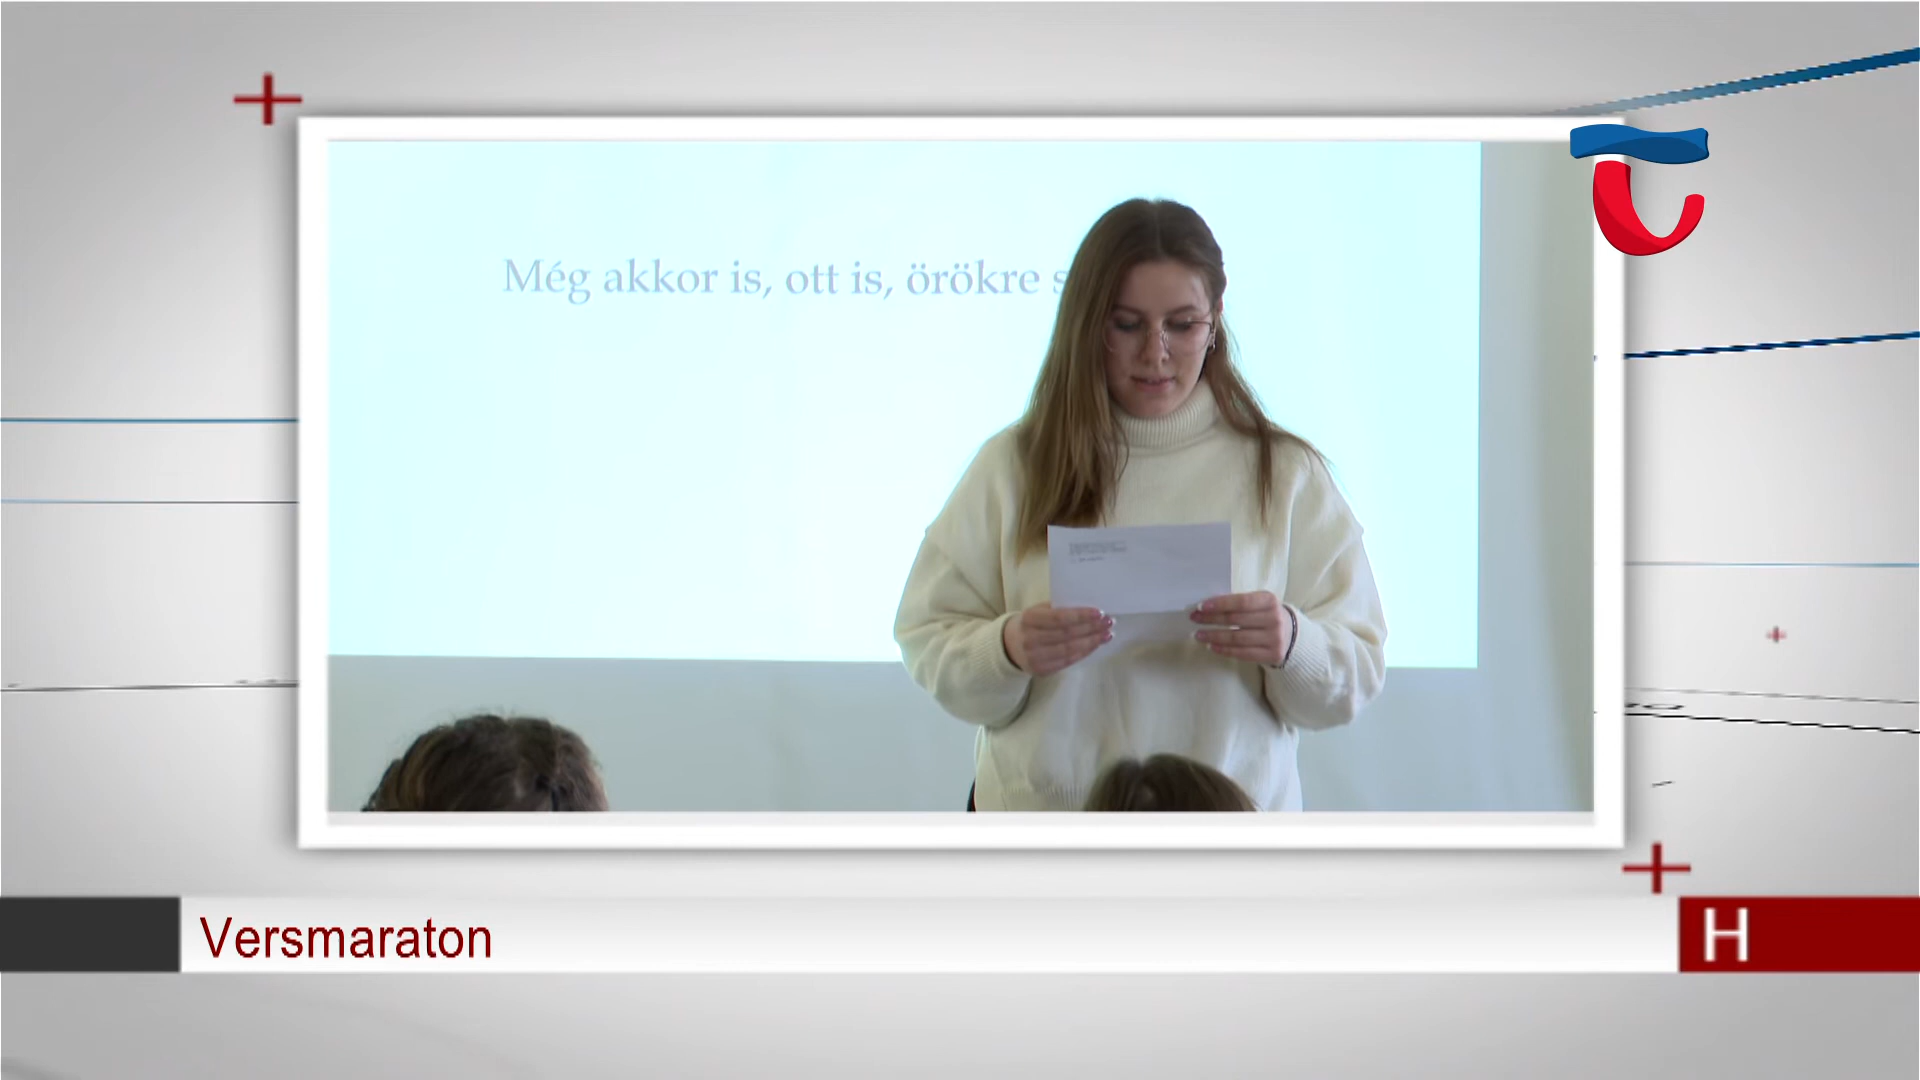 Még akkor is, ott is, örökre
Versmaraton
H